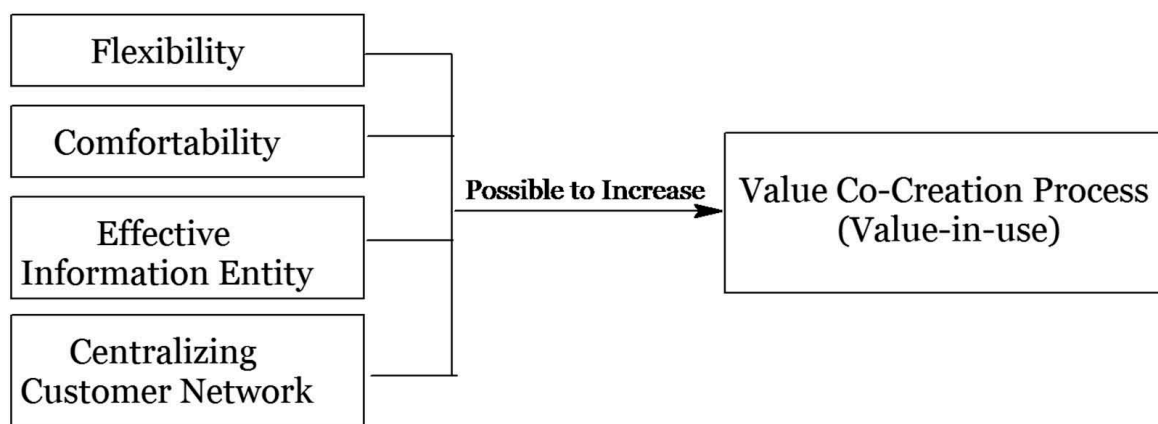 Flexibility
Comfortability
Effective
Information Entity
Centralizing
Customer Network
Possible to Increase
Value Co-Creation Process
(Value-in-use)